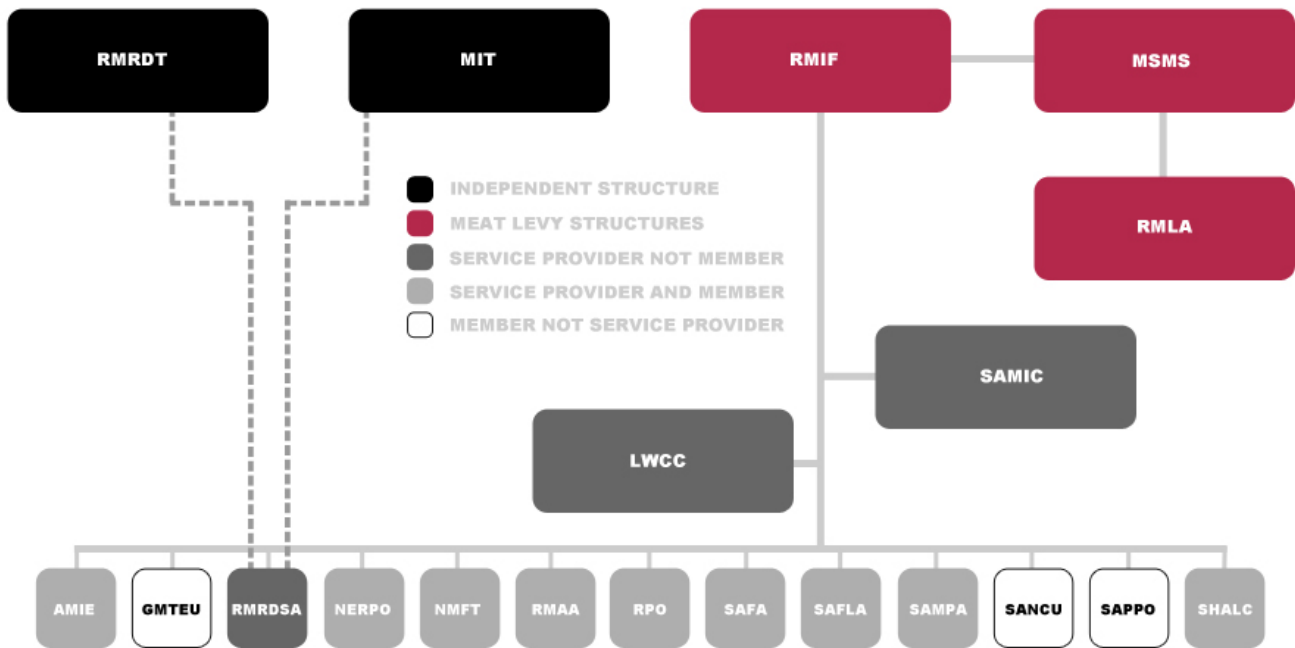 RMRDT
MIT
RMIF
MSMS
INDEPENDENT STRUCTURE
MEAT LEVY STRUCTURES
SERVICE PROVIDER NOT MEMBER
SERVICE PROVIDER AND MEMBER
MEMBER NOT SERVICE PROVIDER
RMLA
SAMIC
LWCC
AMIE
GMTEU
RMRDSA
NERPO
NMFT
RMAA
RPO
SAFA
SAFLA
SAMPA
SANCU
SAPPO
SHALC